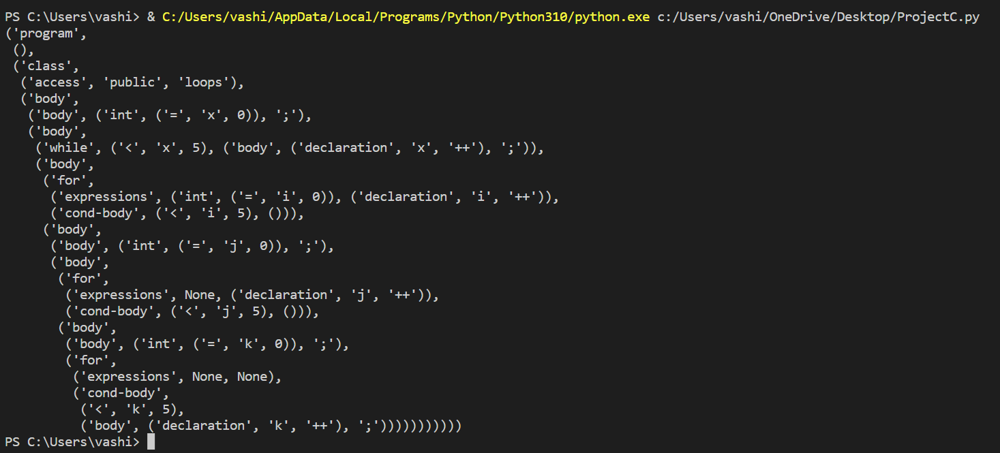 PS C:\Users\vashi> & C:/Users/vashi/AppData/Local/Programs/Python/Python310/python.exe c:/Users/vashi/OneDrive/Desktop/ProjectC.py
('program',
 (),
 ('class',
  ('access', 'public', 'loops'),
  ('body',
   ('body', ('int', ('=', 'x', 0)), ';'),
   ('body',
    ('while', ('<', 'x', 5), ('body', ('declaration', 'x', '++'), ';')),
    ('body',
     ('for',
      ('expressions', ('int', ('=', 'i', 0)), ('declaration', 'i', '++')),
      ('cond-body', ('<', 'i', 5), ())),
     ('body',
      ('body', ('int', ('=', 'j', 0)), ';'),
      ('body',
       ('for',
        ('expressions', None, ('declaration', 'j', '++')),
        ('cond-body', ('<', 'j', 5), ())),
       ('body',
        ('body', ('int', ('=', 'k', 0)), ';'),
        ('for',
         ('expressions', None, None),
         ('cond-body',
          ('<', 'k', 5),
          ('body', ('declaration', 'k', '++'), ';')))))))))))
PS C:\Users\vashi>